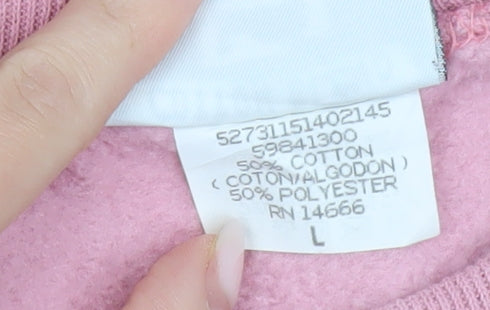 52731151402145
59841300
50% COTTON
( COTON/ALGODON )
50% POLYESTER
RN 14666
L